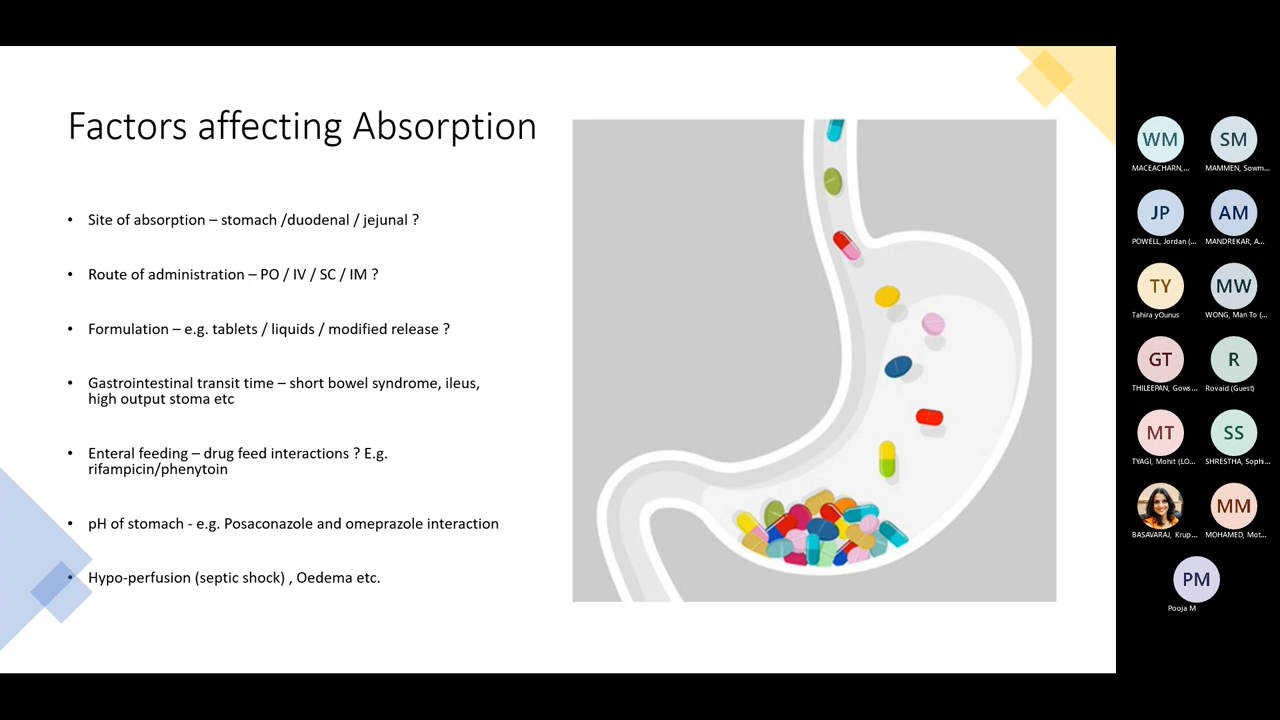 Factors affecting Absorption
• Site of absorption – stomach /duodenal / jejunal ?
• Route of administration – PO / IV / SC / IM ?
• Formulation – e.g. tablets / liquids / modified release ?
• Gastrointestinal transit time – short bowel syndrome, ileus,
high output stoma etc
• Enteral feeding – drug feed interactions ? E.g.
rifampicin/phenytoin
• pH of stomach - e.g. Posaconazole and omeprazole interaction
• Hypo-perfusion (septic shock) , Oedema etc.
WM
MACEACHARN,...
SM
MAMMEN, Sowm...
JP
POWELL, Jordan (...
AM
MANDREKAR, A...
TY
Tahira yOunus
MW
WONG, Man To (...
GT
THILEEPAN, Gows...
R
Rovaid (Guest)
MT
TYAGI, Mohit (LO...
SS
SHRESTHA, Sophi...
BASAVARAJ, Krup...
MM
MOHAMED, Mot...
PM
Pooja M